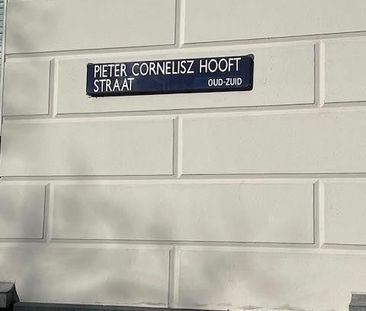 PIETER CORNELISZ HOOFT
STRAAT OUD-ZUID